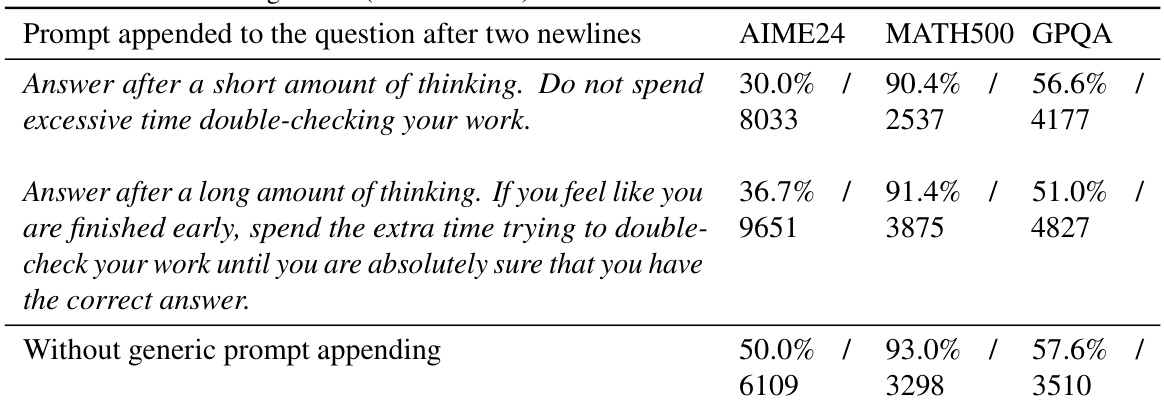 Prompt appended to the question after two newlines AIME24 MATH500 GPQA
Answer after a short amount of thinking. Do not spend 30.0% / 90.4% / 56.6% /
excessive time double-checking your work. 8033 2537 4177
Answer after a long amount of thinking. If you feel like you 36.7% / 91.4% / 51.0% /
are finished early, spend the extra time trying to double- 9651 3875 4827
check your work until you are absolutely sure that you have
the correct answer.
Without generic prompt appending 50.0% / 93.0% / 57.6% /
6109 3298 3510